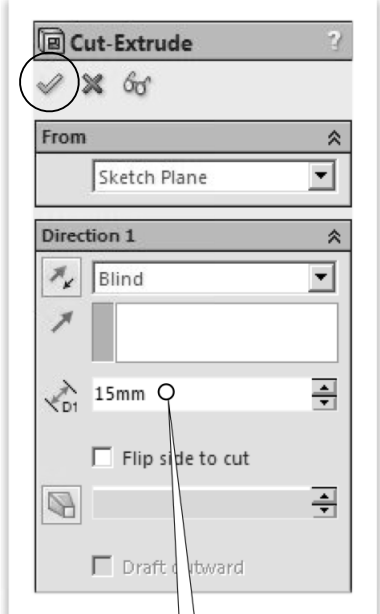 Cut-Extrude ?
From
Sketch Plane
Direction 1
Blind
D1 15mm
Flip side to cut
Draft outward